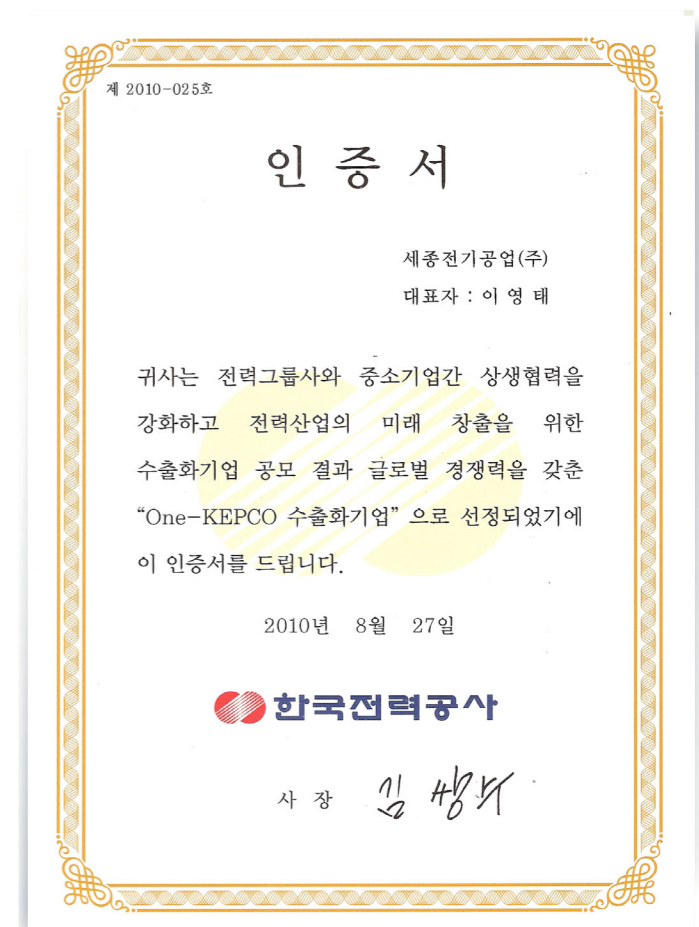 제 2010-025호
인 증 서
세종전기공업(주)
대표자 : 이 영 태
귀사는 전력그룹사와 중소기업간 상생협력을
강화하고 전력산업의 미래 창출을 위한
수출화기업 공모 결과 글로벌 경쟁력을 갖춘
“One-KEPCO 수출화기업” 으로 선정되었기에
이 인증서를 드립니다.
2010년 8월 27일
한국전력공사
사 장